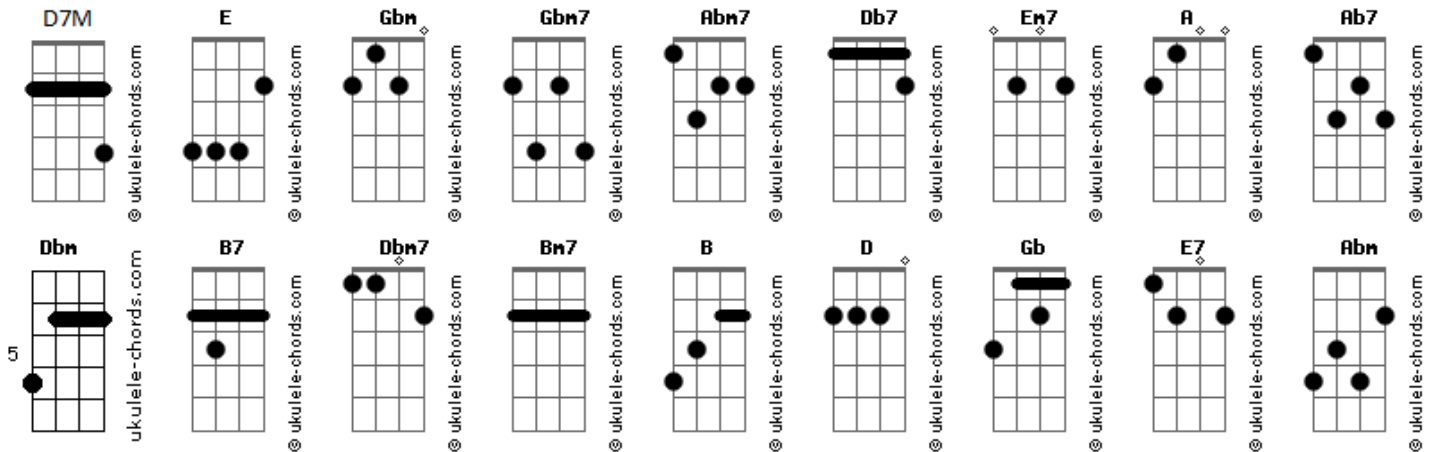 D7M E Gbm Gbm7 Abm7 Db7 Em7 A Ab7
© ukulele-chords.com © ukulele-chords.com © ukulele-chords.com © ukulele-chords.com © ukulele-chords.com © ukulele-chords.com © ukulele-chords.com © ukulele-chords.com © ukulele-chords.com
Dbm B7 Dbm7 Bm7 B D Gb E7 Abm
5
ukulele-chords.com © ukulele-chords.com © ukulele-chords.com © ukulele-chords.com © ukulele-chords.com © ukulele-chords.com © ukulele-chords.com © ukulele-chords.com © ukulele-chords.com